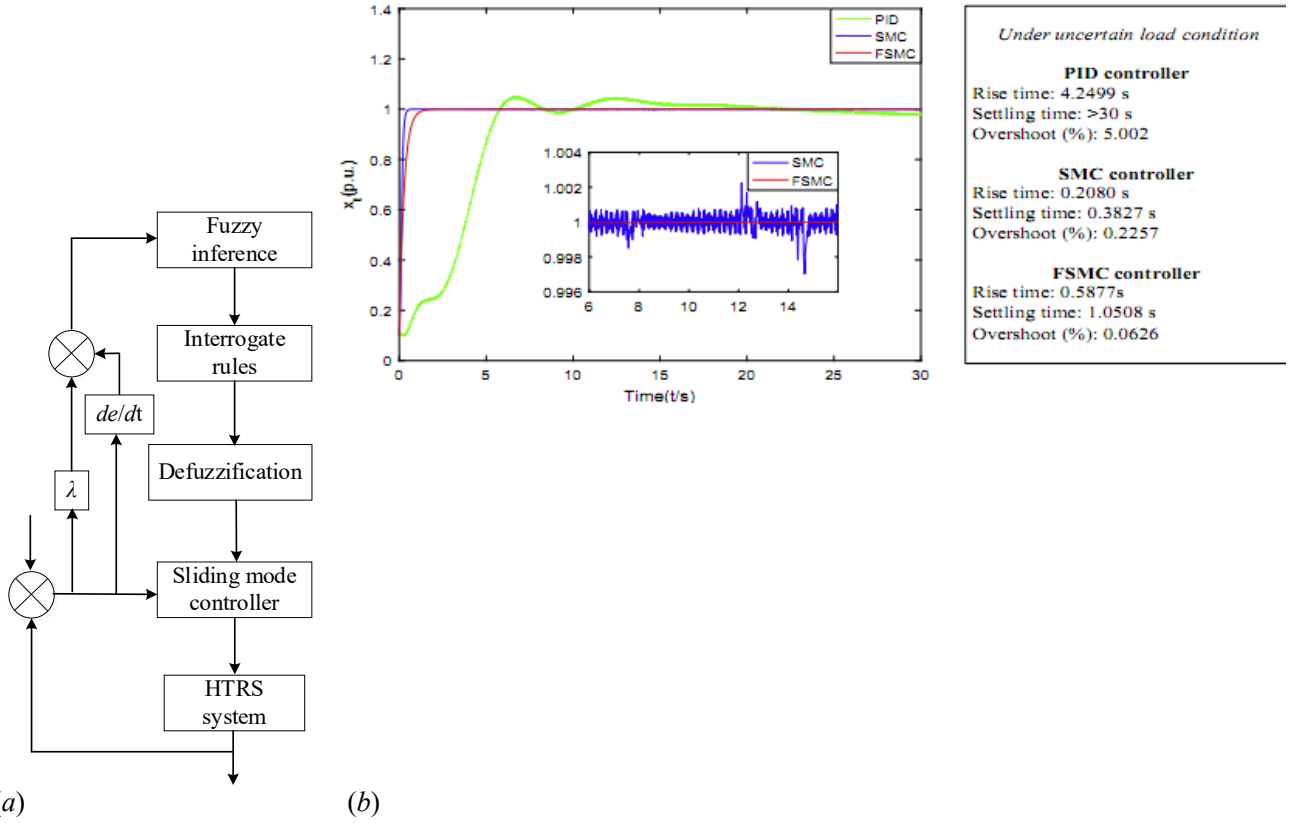 Fuzzy
inference
Interrogate
rules
de/dt
Defuzzification
λ
Sliding mode
controller
HTRS
system
(a)
1.4
1.2
1
0.8
0.6
0.4
0.2
0
x_t(p.u.)
PID
SMC
FSMC
1.004
1.002
1
0.998
0.996
SMC
FSMC
6 8 10 12 14
0 5 10 15 20 25 30
Time(t/s)
(b)
Under uncertain load condition
PID controller
Rise time: 4.2499 s
Settling time: >30 s
Overshoot (%): 5.002
SMC controller
Rise time: 0.2080 s
Settling time: 0.3827 s
Overshoot (%): 0.2257
FSMC controller
Rise time: 0.5877s
Settling time: 1.0508 s
Overshoot (%): 0.0626